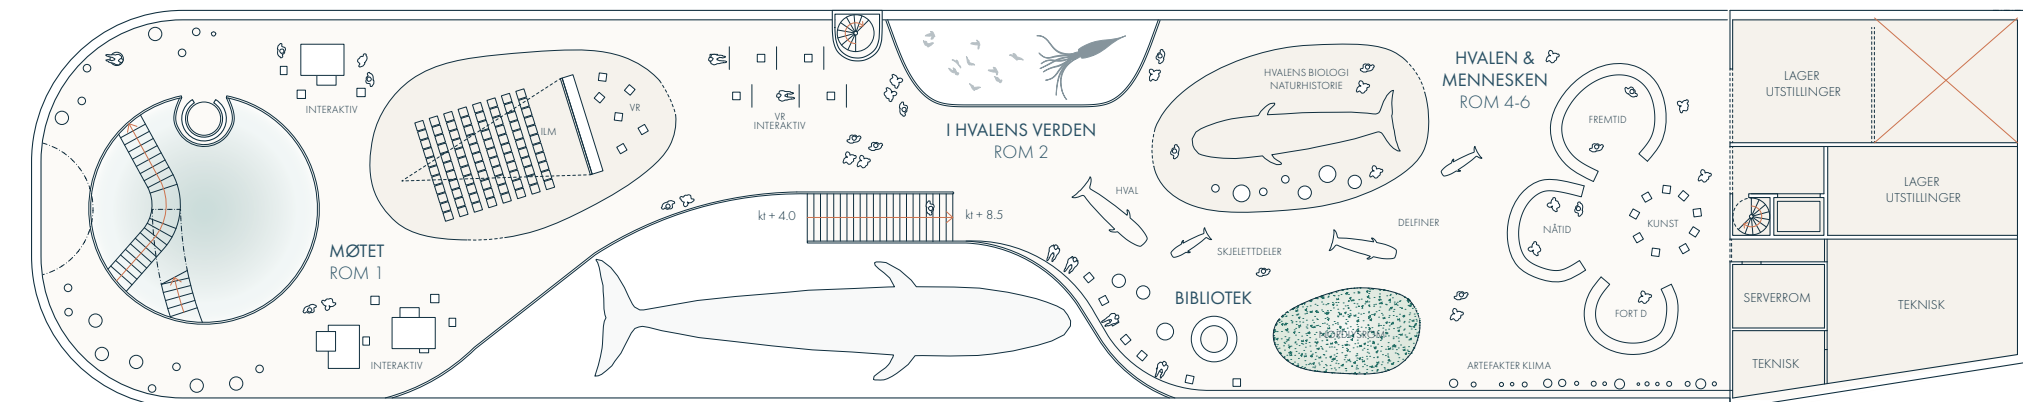 INTERAKTIV
MØTET
ROM 1
INTERAKTIV
ILM
VR
VR
INTERAKTIV
kt + 4.0
kt + 8.5
I HVALENS VERDEN
ROM 2
HVAL
SKJELETTDELER
DELFINER
BIBLIOTEK
HVALENS BIOLOGI
NATURHISTORIE
HVALEN &
MENNESKEN
ROM 4-6
FREMTID
NÅTID
KUNST
FORT D
ARTEFAKTER KLIMA
LAGER
UTSTILLINGER
LAGER
UTSTILLINGER
SERVERROM
TEKNISK
TEKNISK